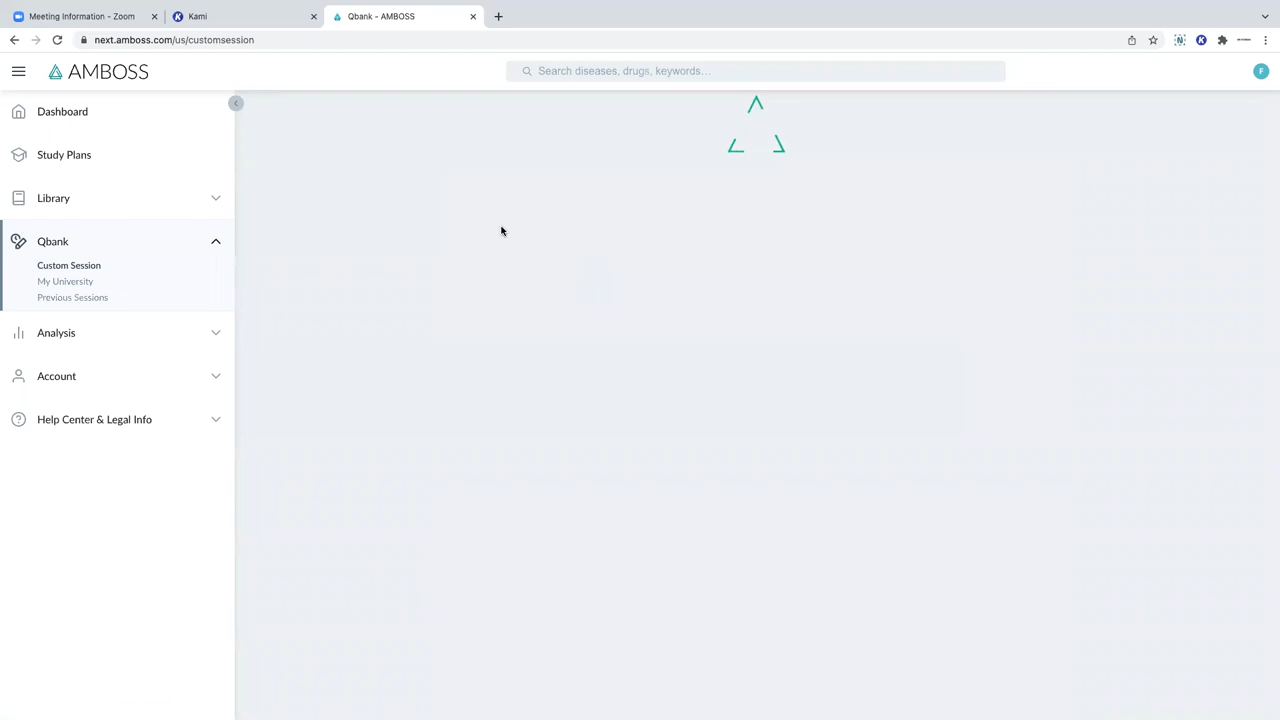 Meeting Information - Zoom
Kami
Qbank - AMBOSS
next.amboss.com/us/customsession
AMBOSS
Search diseases, drugs, keywords…
F
Dashboard
Study Plans
Library
Qbank
Custom Session
My University
Previous Sessions
Analysis
Account
Help Center & Legal Info